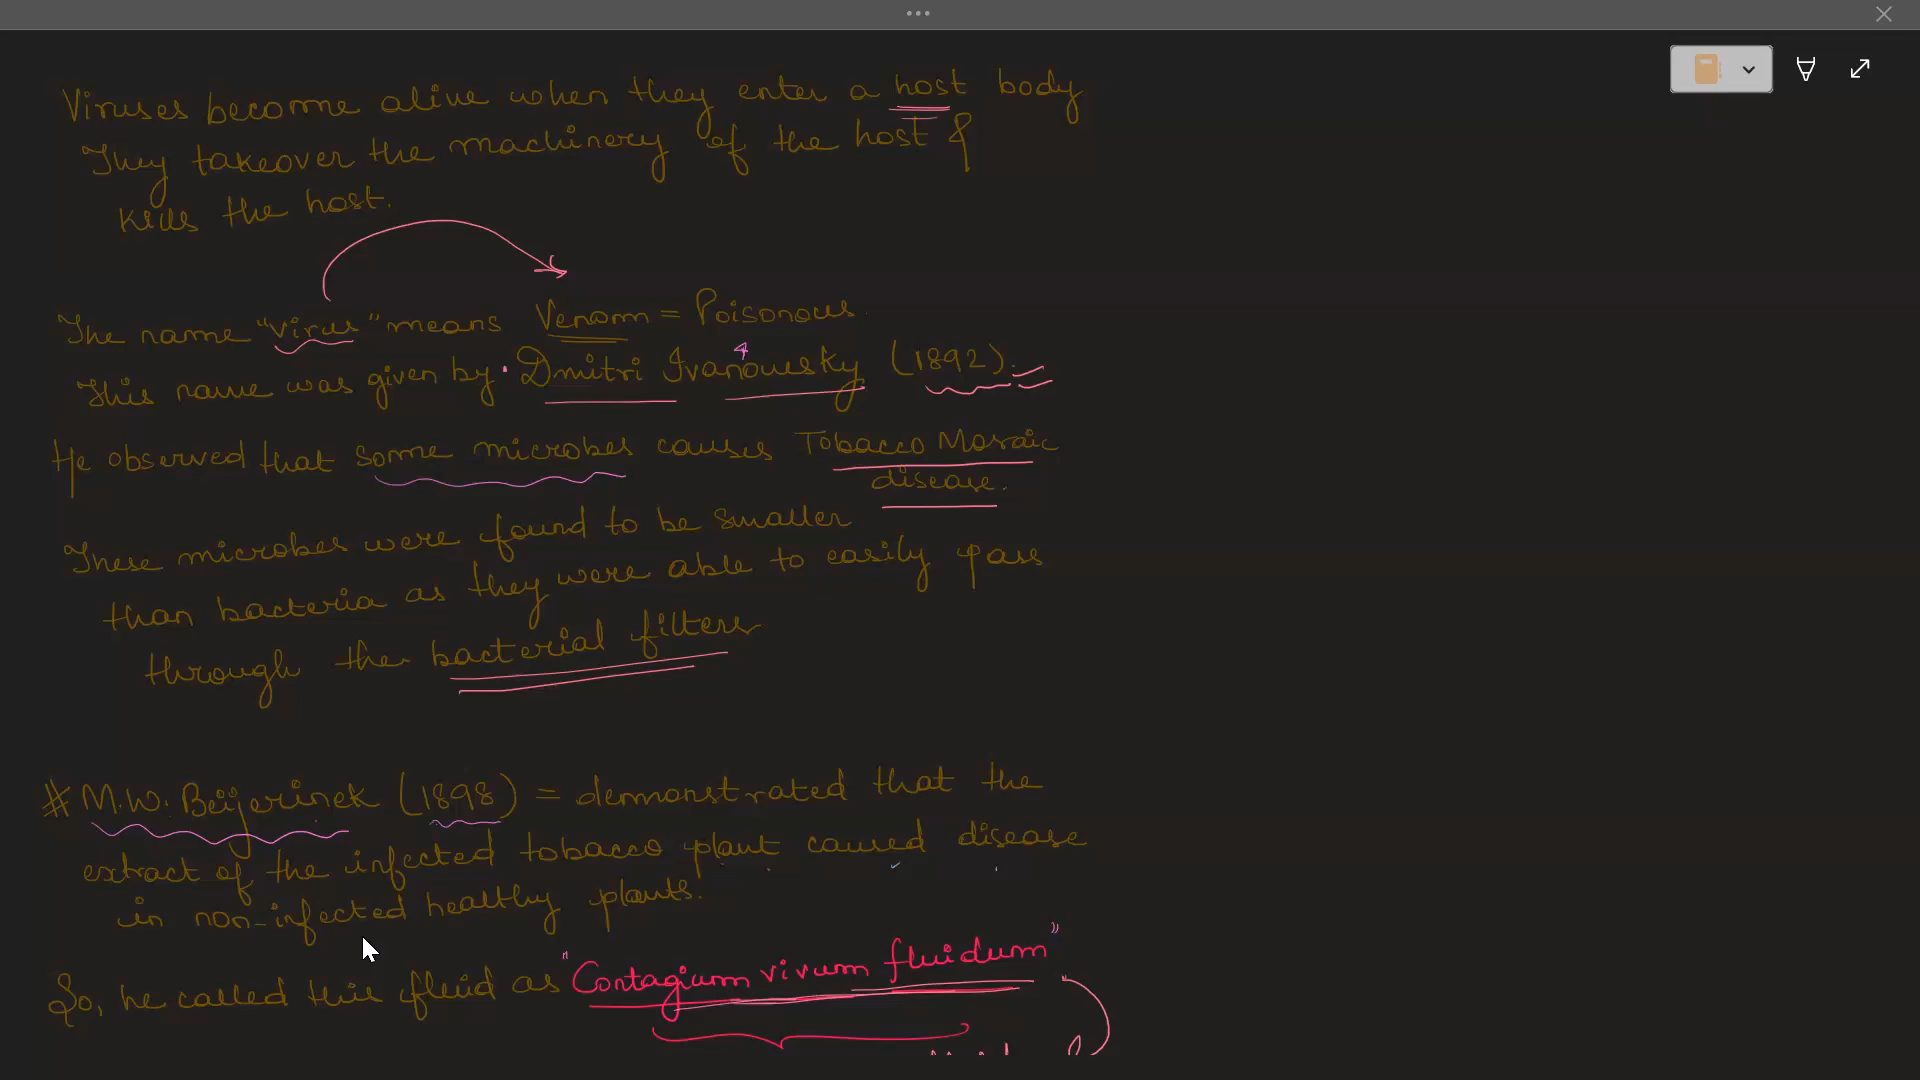 Viruses become alive when they enter a host body
They takeover the machinery of the host &
kills the host.
The name "virus" means Venom = Poisonous
This name was given by Dmitri Ivanowsky (1892).
He observed that some microbes causes Tobacco Mosaic
disease.
These microbes were found to be smaller
than bacteria as they were able to easily pass
through the bacterial filters
# M.W. Beijerinek (1898) = demonstrated that the
extract of the infected tobacco plant caused disease
in non-infected healthy plants.
So, he called this fluid as "Contagium vivum fluidum"